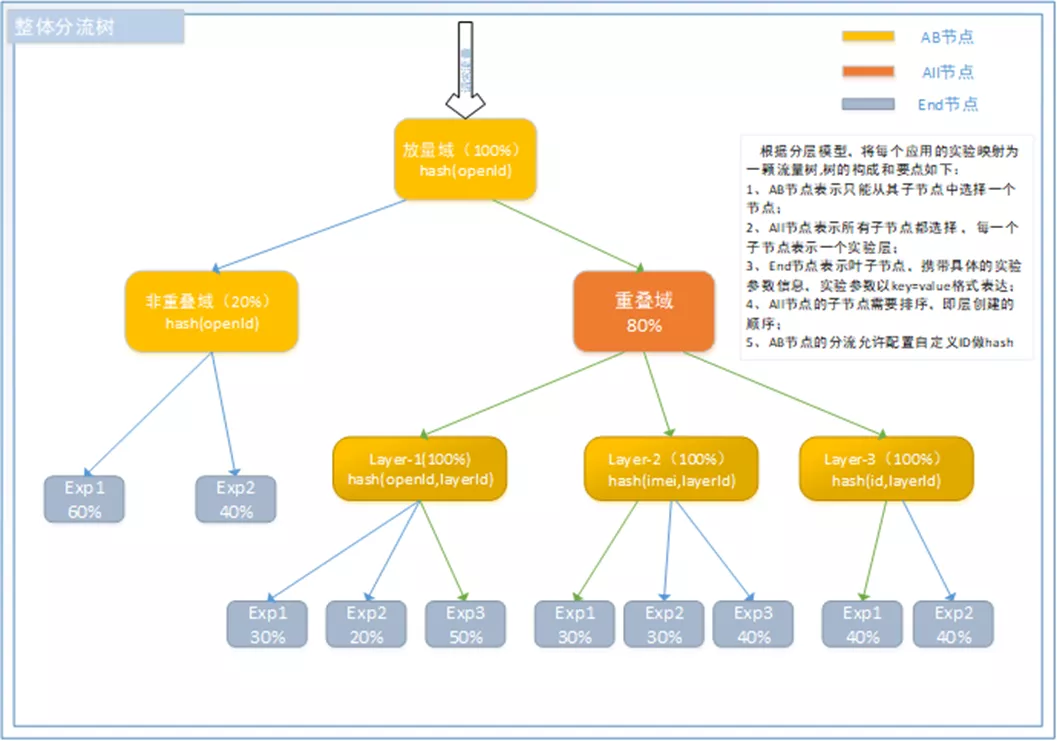 整体分流树
AB节点
All节点
End节点
放量域（100%）
hash(openId)
根据分层模型，将每个应用的实验映射为
一颗流量树,树的构成和要点如下:
1、AB节点表示只能从其子节点中选择一个
节点;
2、All节点表示所有子节点都选择，每一个
子节点表示一个实验层;
3、End节点表示叶子节点，携带具体的实验
参数信息，实验参数以key=value格式表达;
4、All节点的子节点需要排序，即层创建的
顺序;
5、AB节点的分流允许配置自定义ID做hash
非重叠域（20%）
hash(openId)
重叠域
80%
Layer-1(100%)
hash(openId,layerId)
Layer-2（100%）
hash(imei,layerId)
Layer-3（100%）
hash(id,layerId)
Exp1
60%
Exp2
40%
Exp1
30%
Exp2
20%
Exp3
50%
Exp1
30%
Exp2
30%
Exp3
40%
Exp1
40%
Exp2
40%